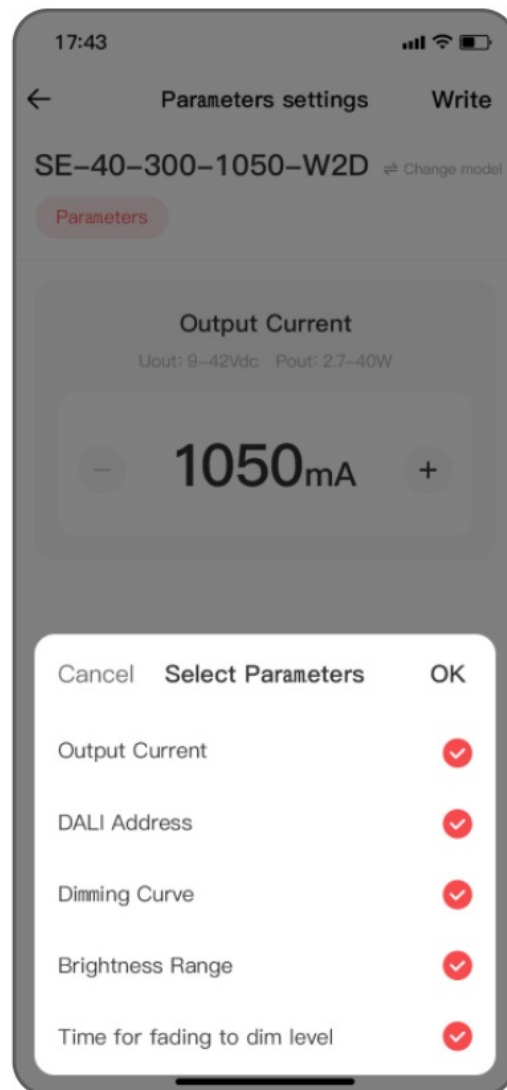 17:43
← Parameters settings Write
SE-40-300-1050-W2D ⇌ Change model
Parameters
Output Current
Uout: 9-42Vdc Pout: 2.7-40W
− 1050mA +
Cancel Select Parameters OK
Output Current
DALI Address
Dimming Curve
Brightness Range
Time for fading to dim level